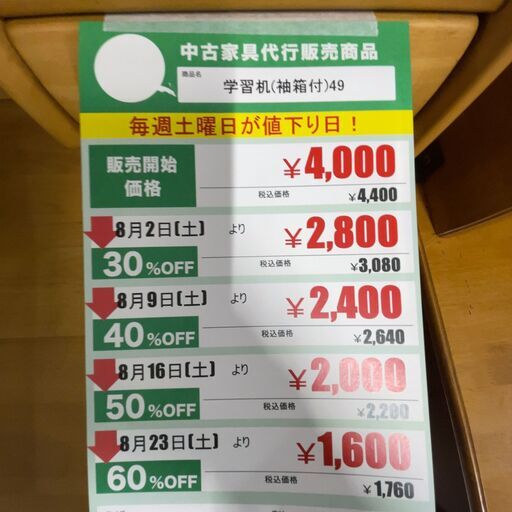 中古家具代行販売商品
商品名
学習机(袖箱付)49
毎週土曜日が値下り日！
販売開始
価格
¥4,000
税込価格 ¥4,400
8月2日(土) より
30%OFF
¥2,800
税込価格 ¥3,080
8月9日(土) より
40%OFF
¥2,400
税込価格 ¥2,640
8月16日(土) より
50%OFF
¥2,000
税込価格 ¥2,200
8月23日(土) より
60%OFF
¥1,600
税込価格 ¥1,760